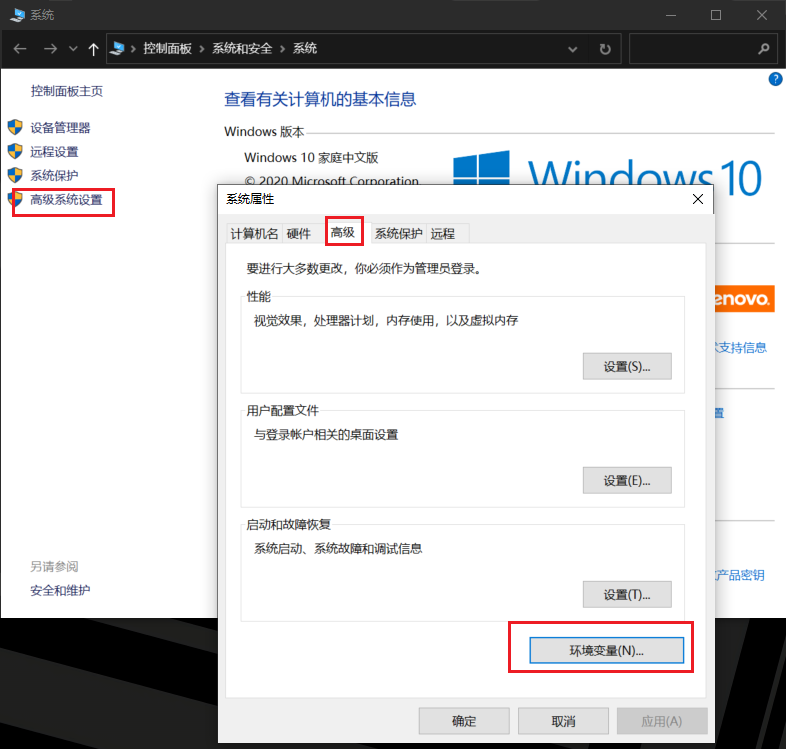 系统
控制面板 系统和安全 系统
控制面板主页
设备管理器
远程设置
系统保护
高级系统设置
另请参阅
安全和维护
查看有关计算机的基本信息
Windows 版本
Windows 10 家庭中文版
© 2020 Microsoft Corporation
Windows 10
enovo.
支持信息
置
产品密钥
系统属性
计算机名 硬件 高级 系统保护 远程
要进行大多数更改，你必须作为管理员登录。
性能
视觉效果，处理器计划，内存使用，以及虚拟内存
设置(S)...
用户配置文件
与登录帐户相关的桌面设置
设置(E)...
启动和故障恢复
系统启动、系统故障和调试信息
设置(T)...
环境变量(N)...
确定 取消 应用(A)